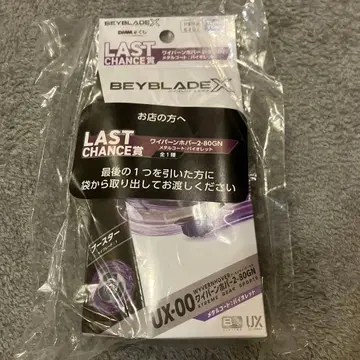 BEYBLADE X
LAST
CHANCE賞
ワイバーンホバー2-80GN
メタルコート:バイオレット
BEYBLADE X
お店の方へ
LAST
CHANCE賞
ワイバーンホバー2-80GN
メタルコート:バイオレット
全1種
最後の1つを引いた方に
袋から取り出してお渡しください
ブースター
UX-00
WYVERNHOVER
ワイバーンホバー2-80GN
XTREME GEAR SPORTS
メタルコート:バイオレット
UX